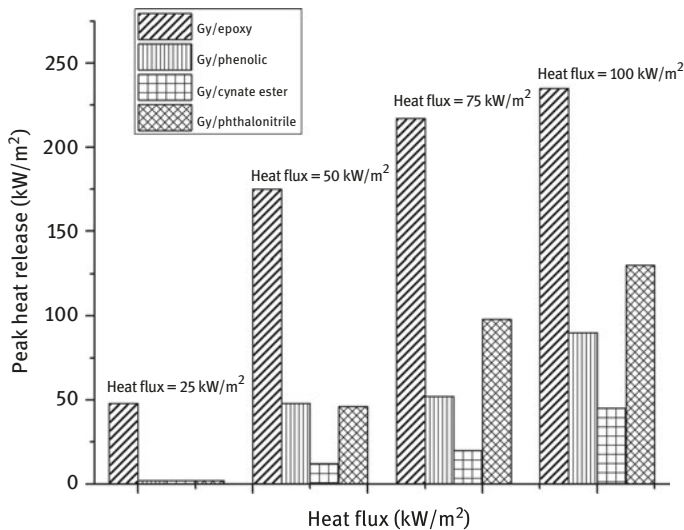 Gy/epoxy
Gy/phenolic
Gy/cynate ester
Gy/phthalonitrile
Heat flux = 100 kW/m²
Heat flux = 75 kW/m²
Heat flux = 50 kW/m²
Heat flux = 25 kW/m²
Peak heat release (kW/m²)
250
200
150
100
50
0
Heat flux (kW/m²)